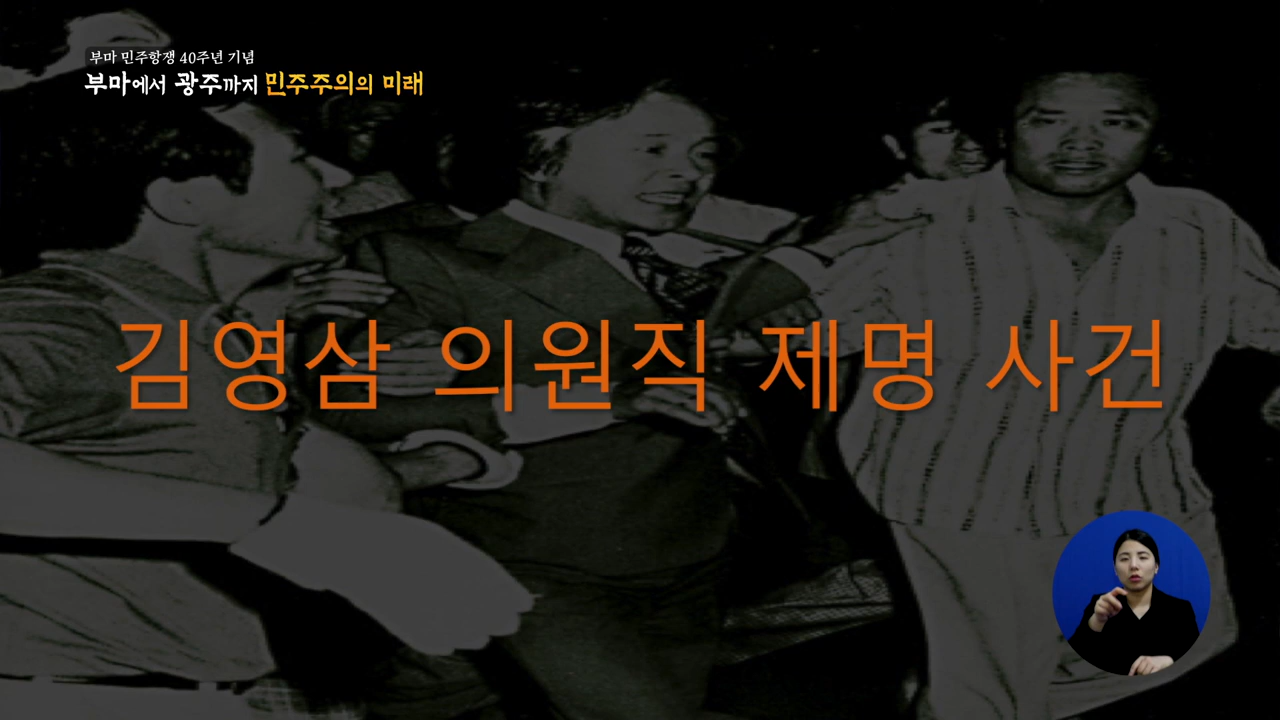 부마 민주항쟁 40주년 기념
부마에서 광주까지 민주주의의 미래
김영삼 의원직 제명 사건